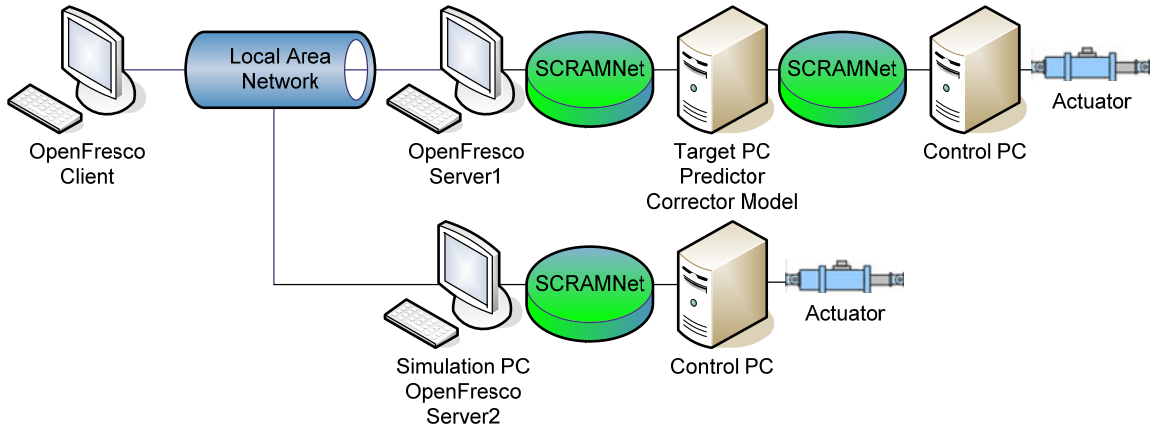 Local Area
Network
SCRAMNet
SCRAMNet
Actuator
OpenFresco
Client
OpenFresco
Server1
Target PC
Predictor
Corrector Model
Control PC
SCRAMNet
Actuator
Simulation PC
OpenFresco
Server2
Control PC